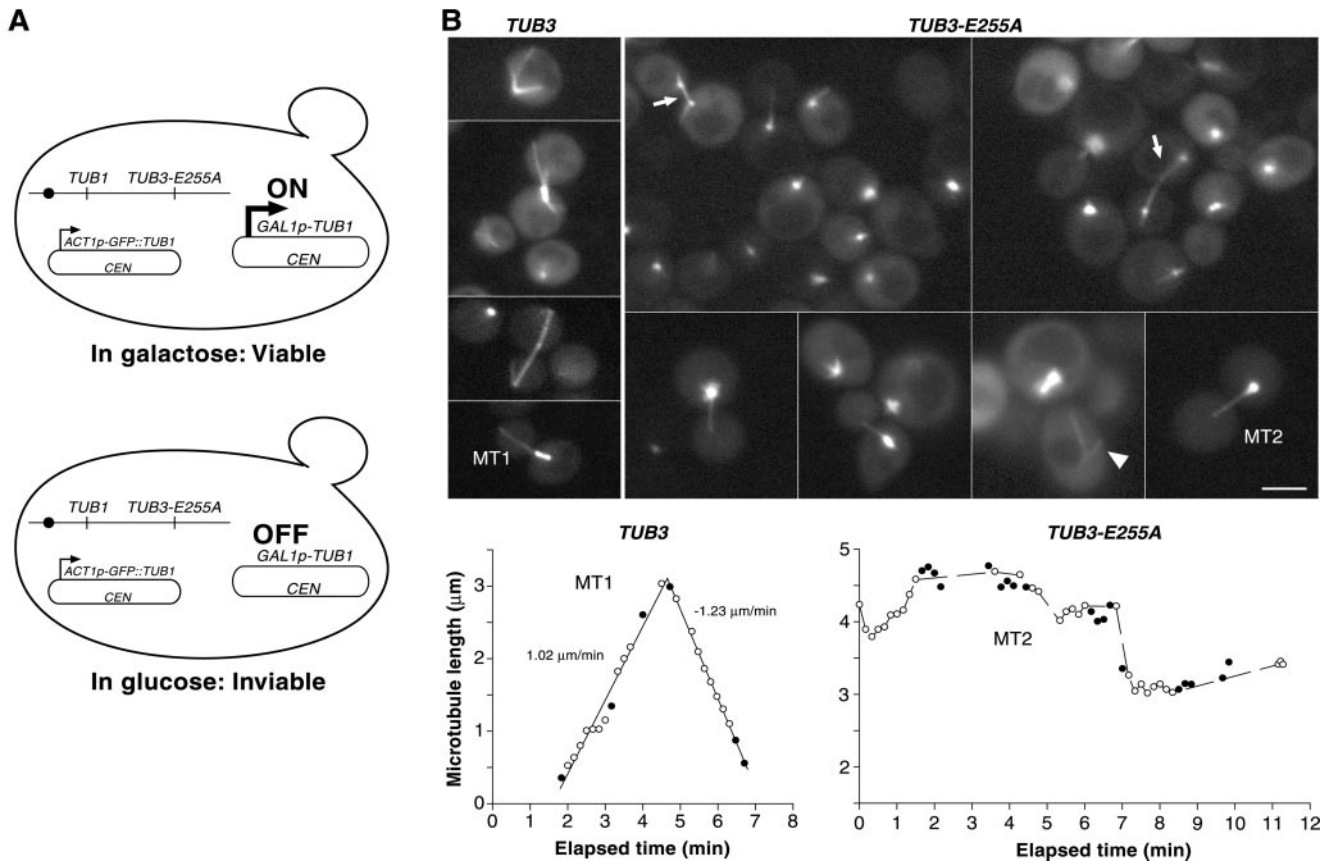 A
TUB1 TUB3-E255A
ON
GAL1p-TUB1
ACT1p-GFP::TUB1
CEN
CEN
In galactose: Viable
TUB1 TUB3-E255A
OFF
GAL1p-TUB1
ACT1p-GFP::TUB1
CEN
CEN
In glucose: Inviable
B
TUB3 TUB3-E255A
MT1
MT2
TUB3
MT1
1.02 μm/min
-1.23 μm/min
3
2
1
0
Microtubule length (μm)
0 1 2 3 4 5 6 7 8
Elapsed time (min)
TUB3-E255A
MT2
5
4
3
2
0 1 2 3 4 5 6 7 8 9 10 11 12
Elapsed time (min)